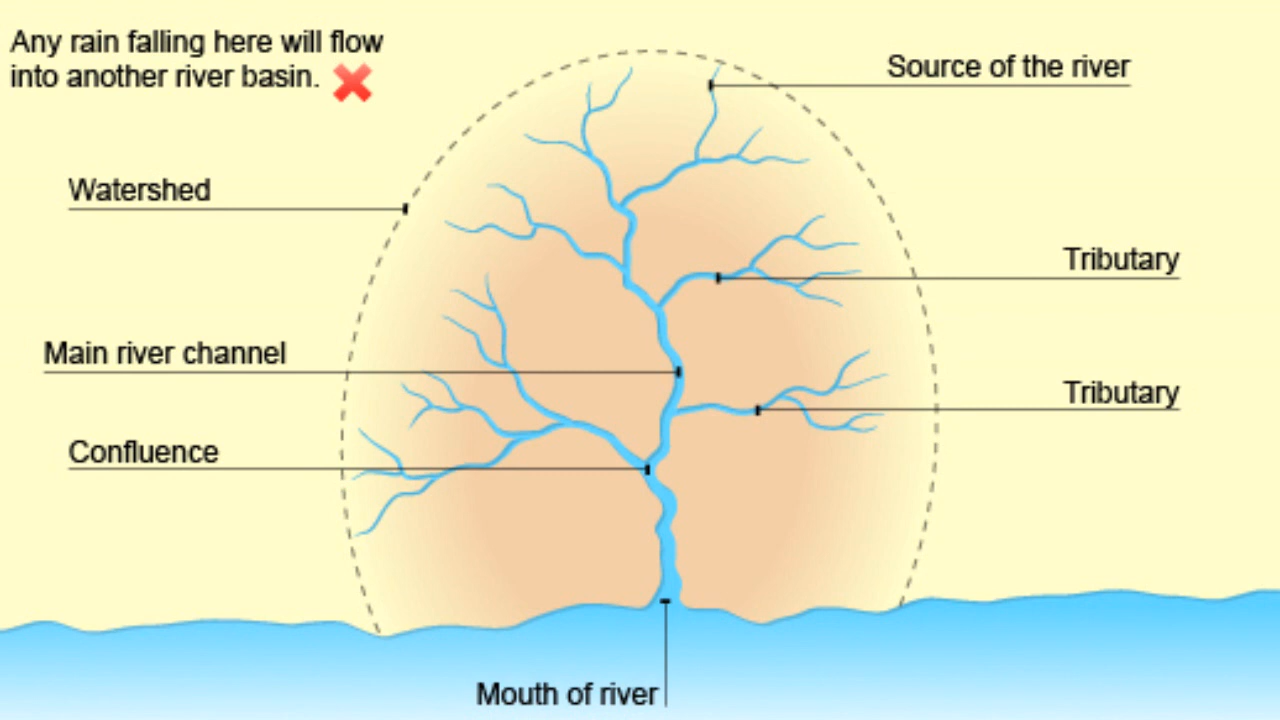 Any rain falling here will flow
into another river basin.
Source of the river
Watershed
Tributary
Main river channel
Tributary
Confluence
Mouth of river